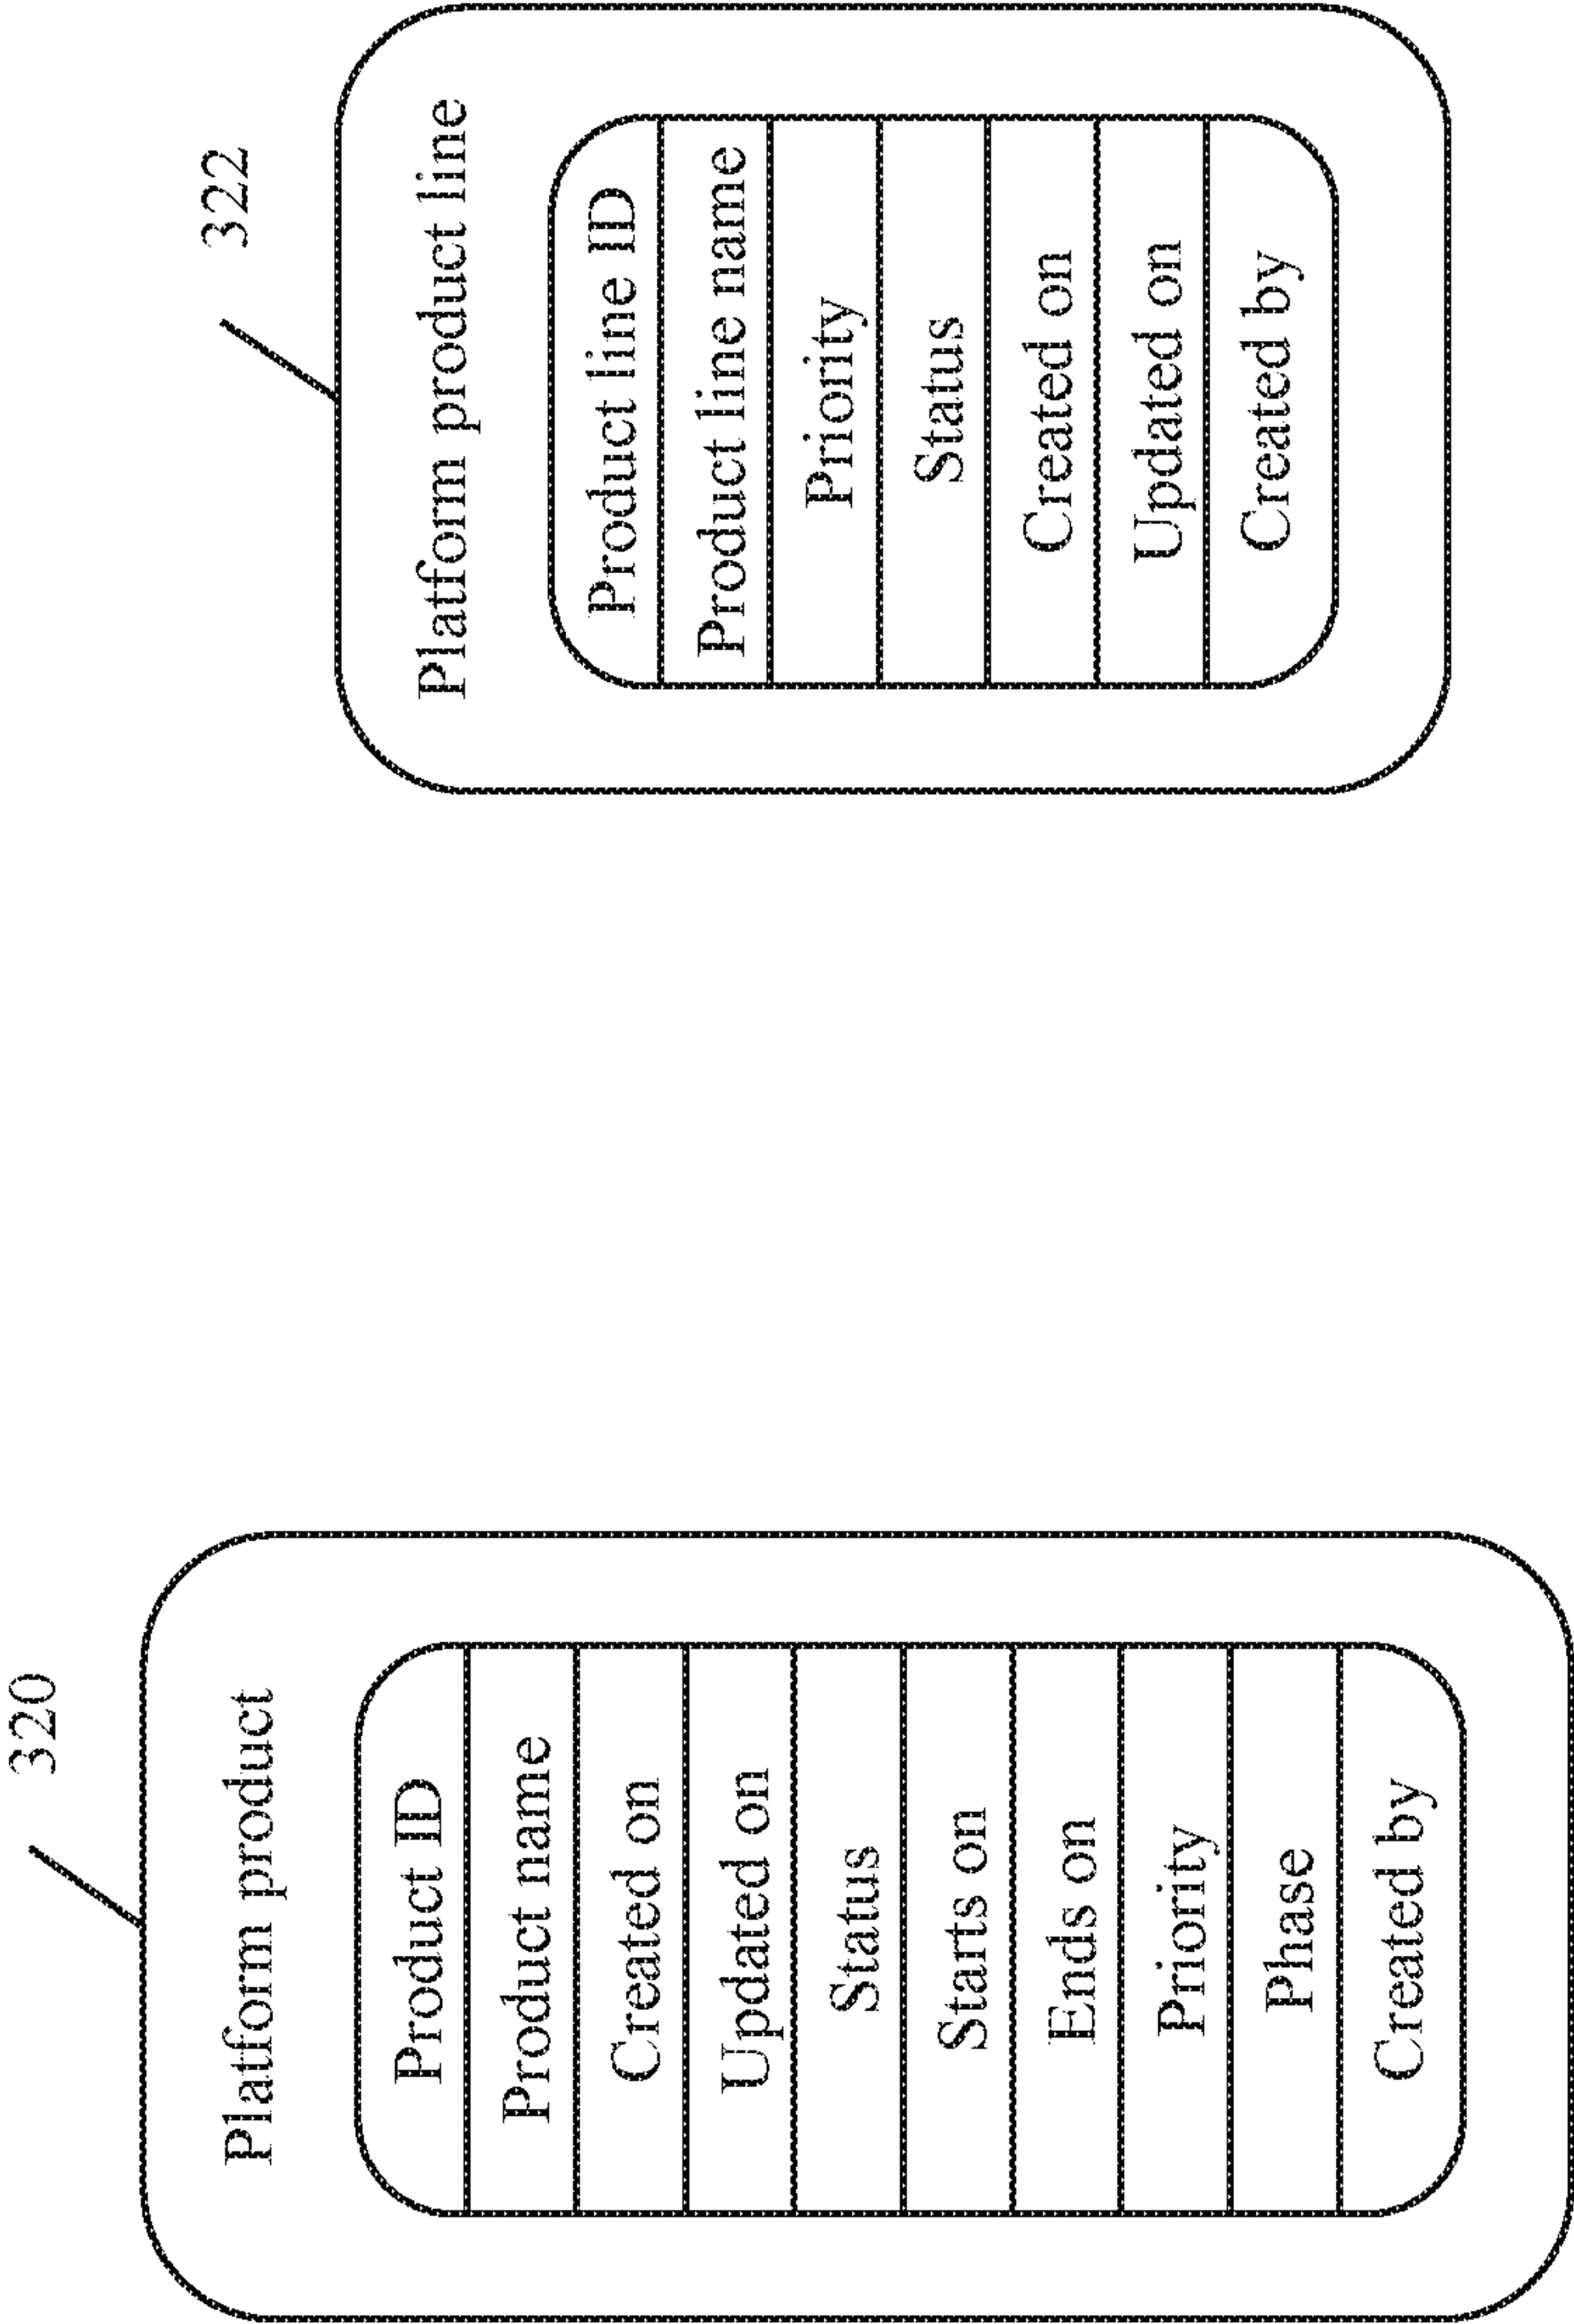 320
Platform product
Product ID
Product name
Created on
Updated on
Status
Starts on
Ends on
Priority
Phase
Created by
322
Platform product line
Product line ID
Product line name
Priority
Status
Created on
Updated on
Created by